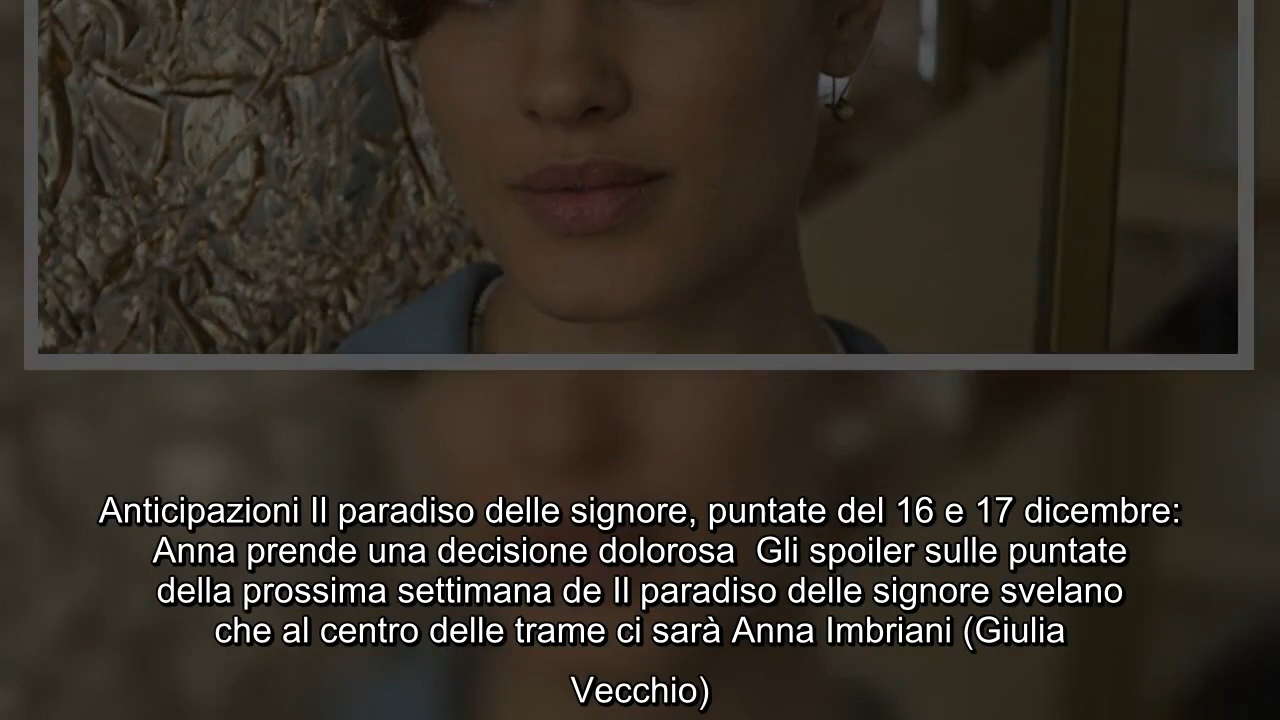 Anticipazioni Il paradiso delle signore, puntate del 16 e 17 dicembre:
Anna prende una decisione dolorosa  Gli spoiler sulle puntate
della prossima settimana de Il paradiso delle signore svelano
che al centro delle trame ci sarà Anna Imbriani (Giulia
Vecchio)